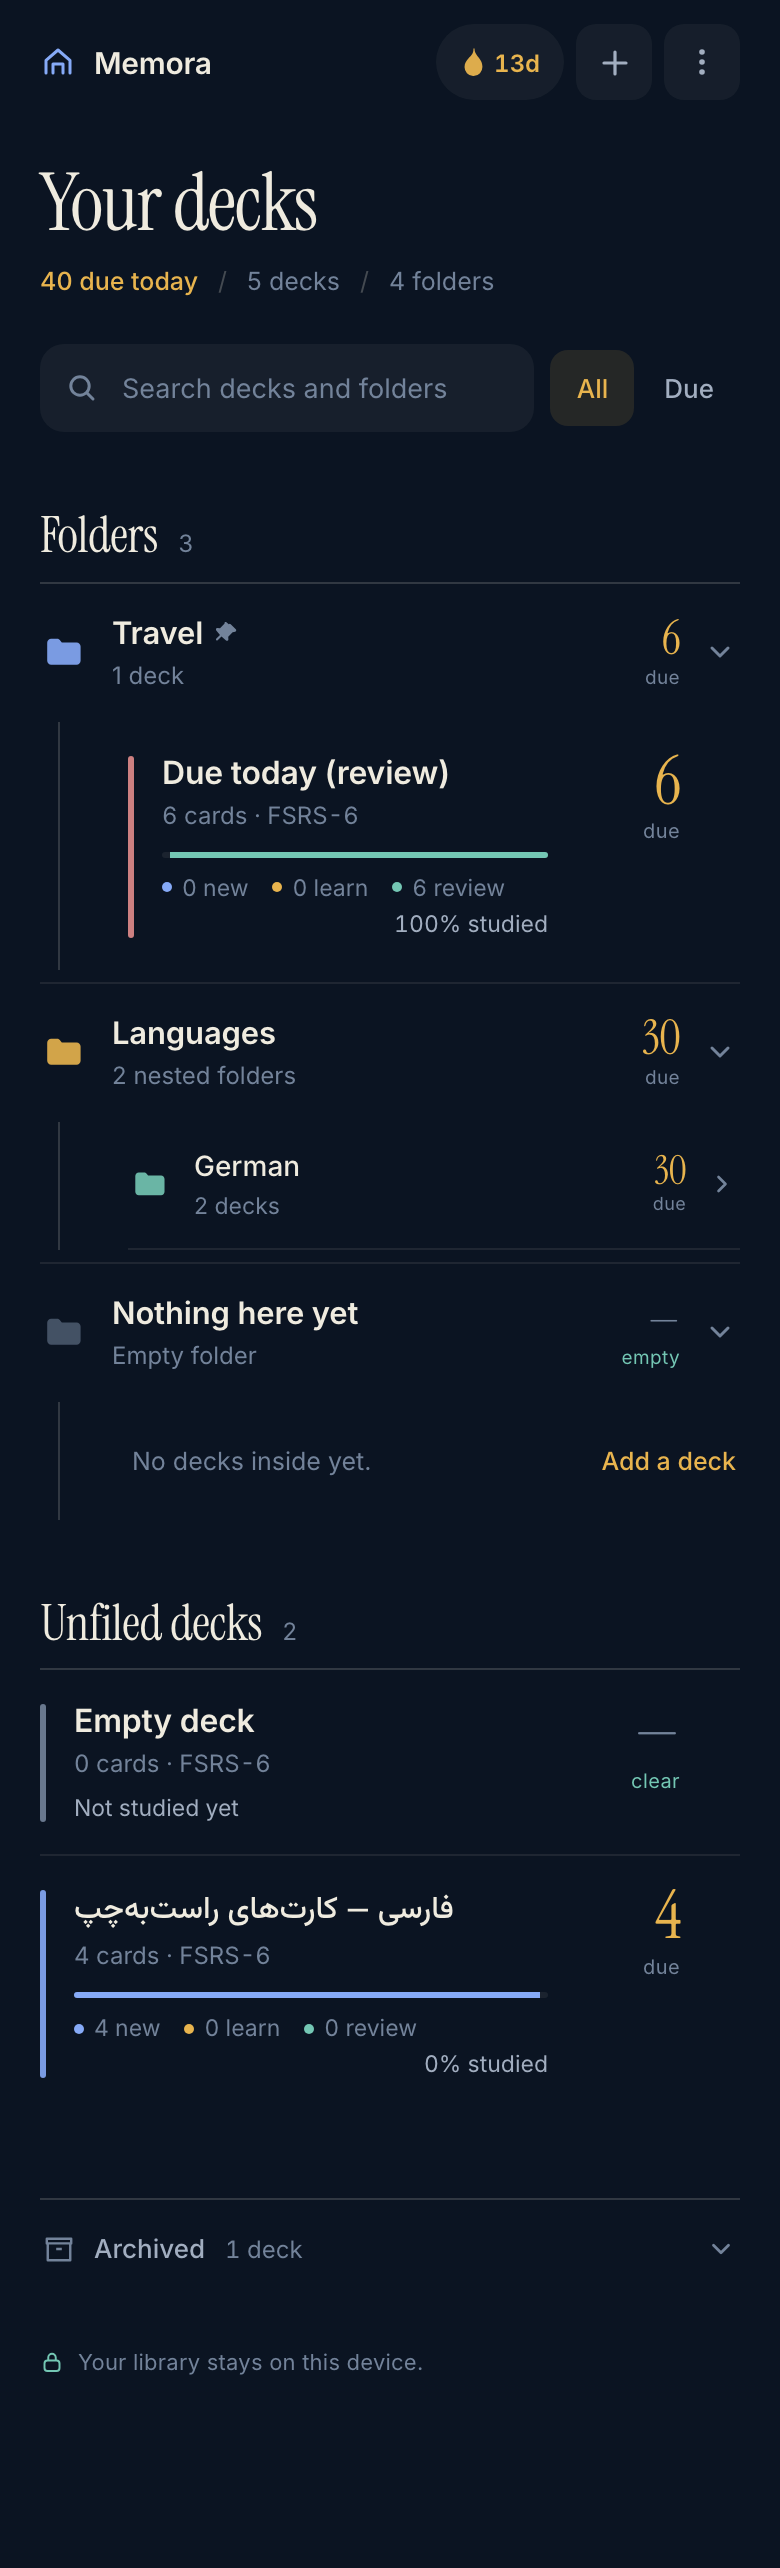 Memora
13d
Your decks
40 due today / 5 decks / 4 folders
Search decks and folders
All
Due
Folders 3
Travel
6
1 deck
due
Due today (review)
6
6 cards · FSRS-6
due
0 new 0 learn 6 review
100% studied
Languages
30
2 nested folders
due
German
30
2 decks
due
Nothing here yet
—
Empty folder
empty
No decks inside yet.
Add a deck
Unfiled decks 2
Empty deck
—
0 cards · FSRS-6
clear
Not studied yet
فارسی — کارت‌های راست‌به‌چپ
4
4 cards · FSRS-6
due
4 new 0 learn 0 review
0% studied
Archived 1 deck
Your library stays on this device.